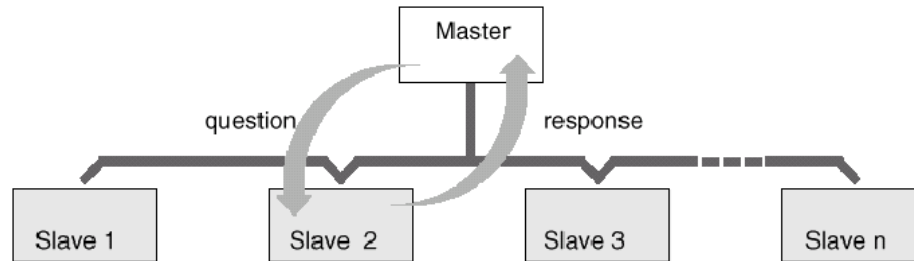 Master
question
response
Slave 1
Slave 2
Slave 3
Slave n